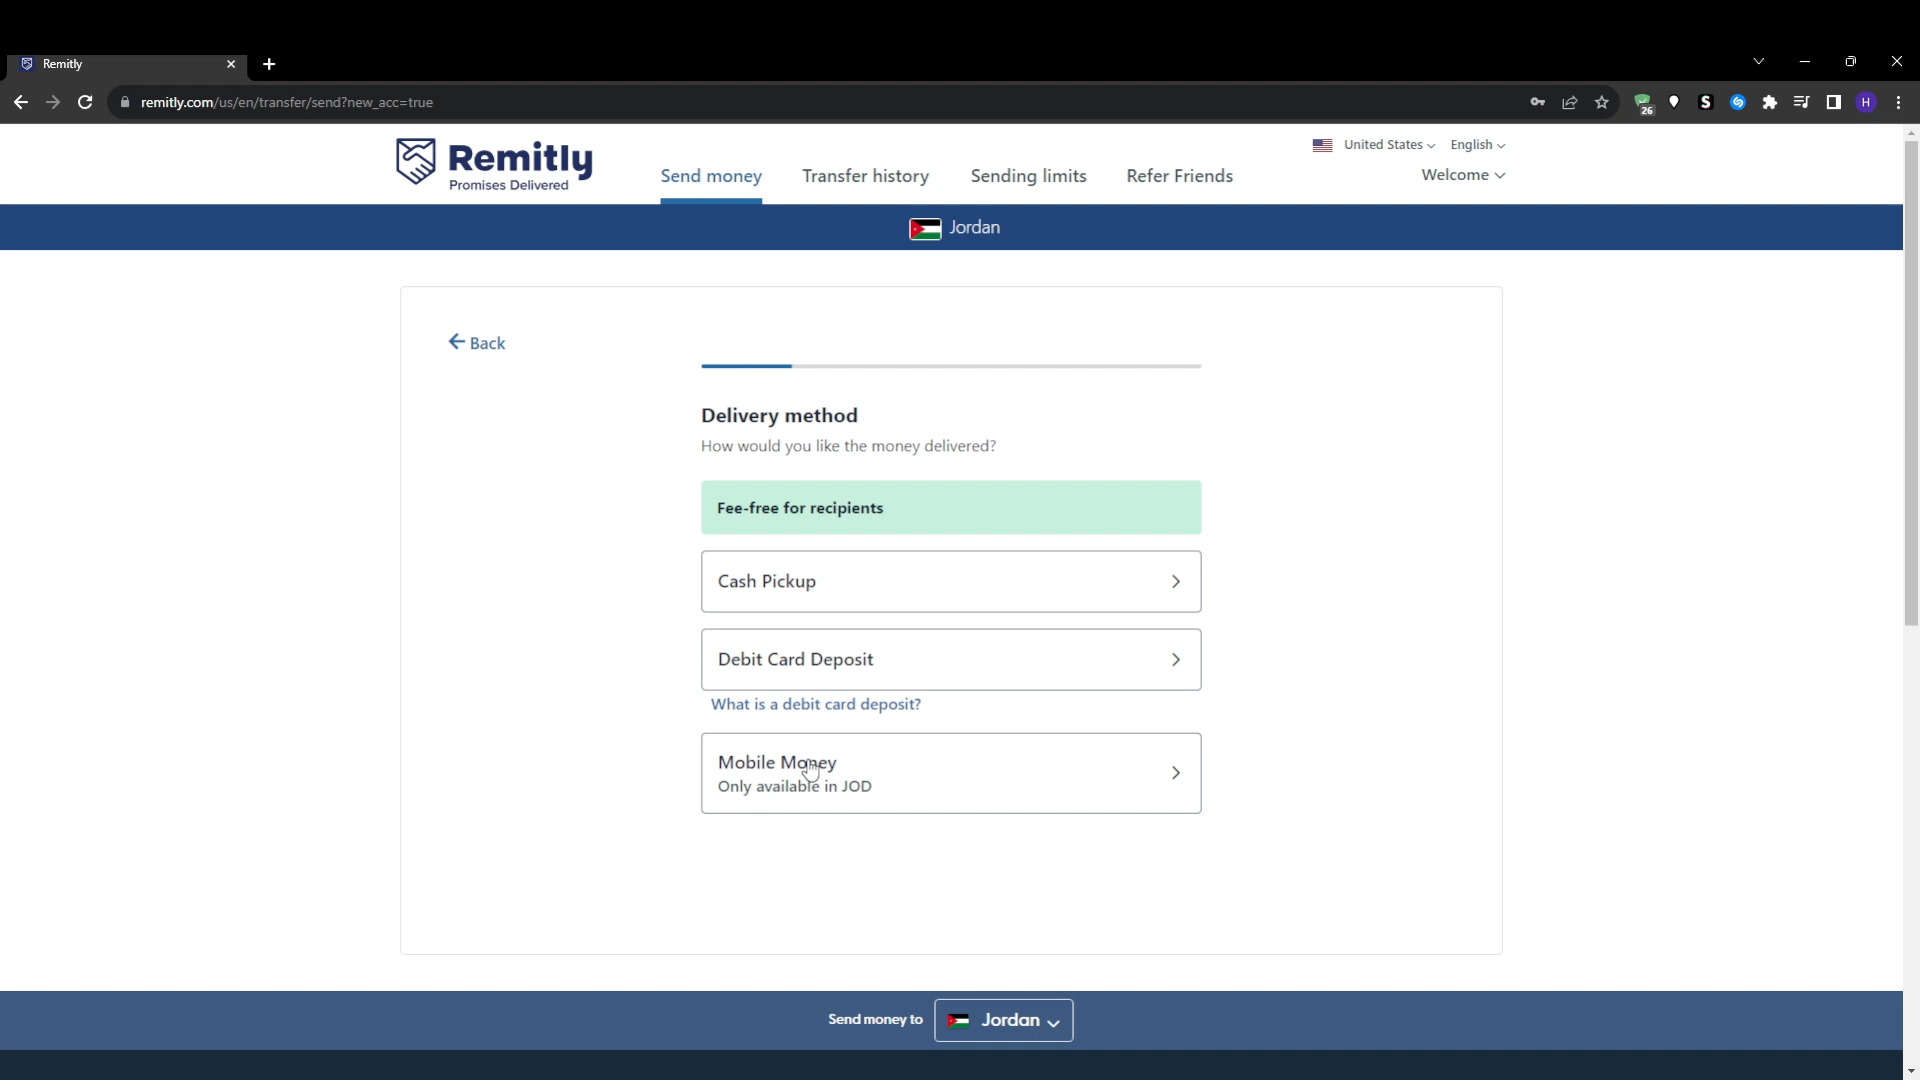 Remitly
remitly.com/us/en/transfer/send?new_acc=true
26
S
H
Remitly
Promises Delivered
Send money
Transfer history
Sending limits
Refer Friends
United States
English
Welcome
Jordan
Back
Delivery method
How would you like the money delivered?
Fee-free for recipients
Cash Pickup
Debit Card Deposit
What is a debit card deposit?
Mobile Money
Only available in JOD
Send money to
Jordan